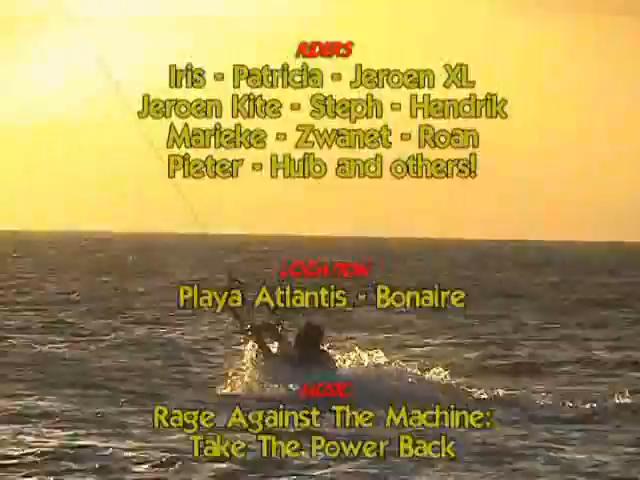 RIDERS
Iris - Patricia - Jeroen XL
Jeroen Kite - Steph - Hendrik
Marieke - Zwanet - Roan
Pieter - Huib and others!
LOCATION
Playa Atlantis - Bonaire
MUSIC
Rage Against The Machine:
Take The Power Back